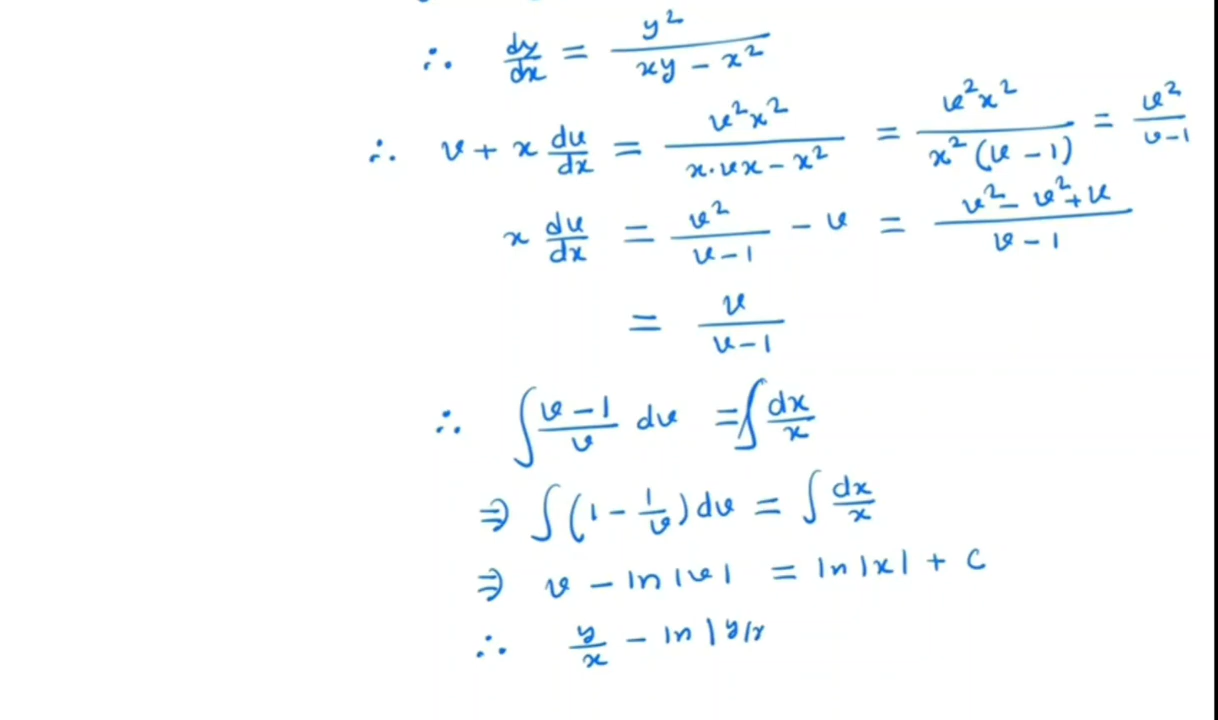 ∴ dy/dx = y²/(xy - x²)
∴ v + x dv/dx = v²x²/(x·vx - x²) = v²x²/(x²(v - 1)) = v²/(v-1)
x dv/dx = v²/(v-1) - v = (v² - v² + v)/(v-1)
= v/(v-1)
∴ ∫ (v-1)/v dv = ∫ dx/x
⇒ ∫ (1 - 1/v) dv = ∫ dx/x
⇒ v - ln|v| = ln|x| + c
∴ y/x - ln|y/x